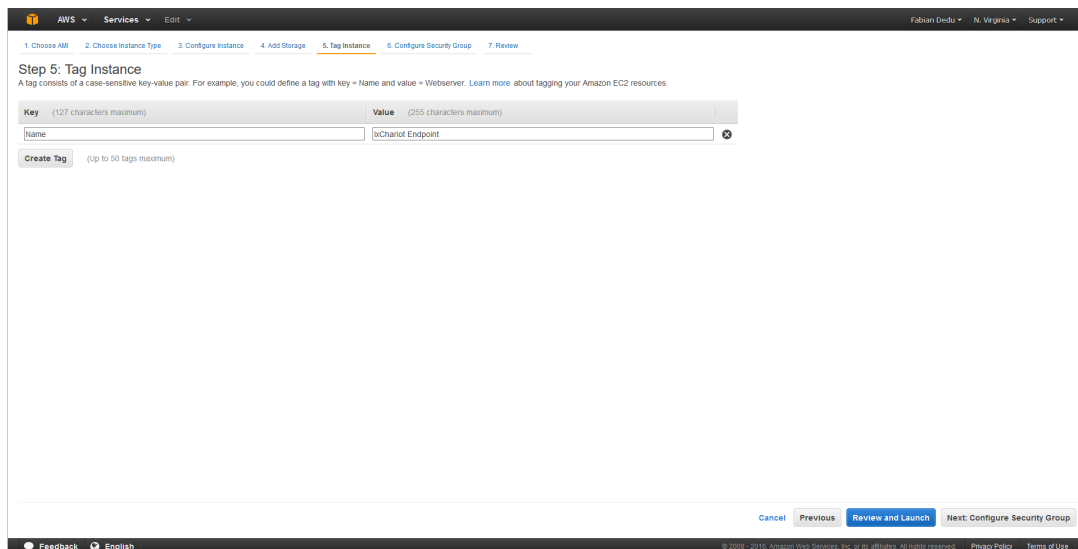 AWS Services Edit Fabian Dedu N. Virginia Support
1. Choose AMI 2. Choose Instance Type 3. Configure Instance 4. Add Storage 5. Tag Instance 6. Configure Security Group 7. Review
Step 5: Tag Instance
A tag consists of a case-sensitive key-value pair. For example, you could define a tag with key = Name and value = Webserver. Learn more about tagging your Amazon EC2 resources.
Key (127 characters maximum) Value (255 characters maximum)
Name IxChariot Endpoint
Create Tag (Up to 50 tags maximum)
Cancel Previous Review and Launch Next: Configure Security Group
Feedback English © 2008 - 2016, Amazon Web Services, Inc. or its affiliates. All rights reserved. Privacy Policy Terms of Use